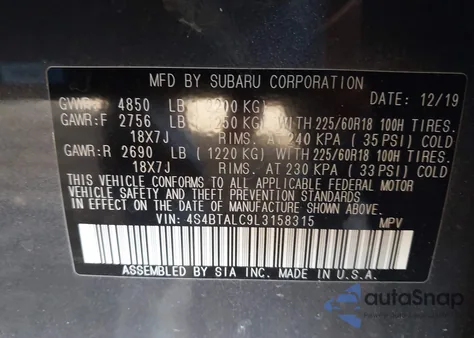 MFD BY SUBARU CORPORATION
GVWR: 4850 LB (2200 KG) DATE: 12/19
GAWR:F 2756 LB (1250 KG) WITH 225/60R18 100H TIRES.
18X7J RIMS. AT 240 KPA (35 PSI) COLD
GAWR:R 2690 LB (1220 KG) WITH 225/60R18 100H TIRES.
18X7J RIMS. AT 230 KPA (33 PSI) COLD
THIS VEHICLE CONFORMS TO ALL APPLICABLE FEDERAL MOTOR
VEHICLE SAFETY AND THEFT PREVENTION STANDARDS IN EFFECT ON
THE DATE OF MANUFACTURE SHOWN ABOVE.
VIN: 4S4BTALC9L3158315 MPV
ASSEMBLED BY SIA INC. MADE IN U.S.A.
autoSnap